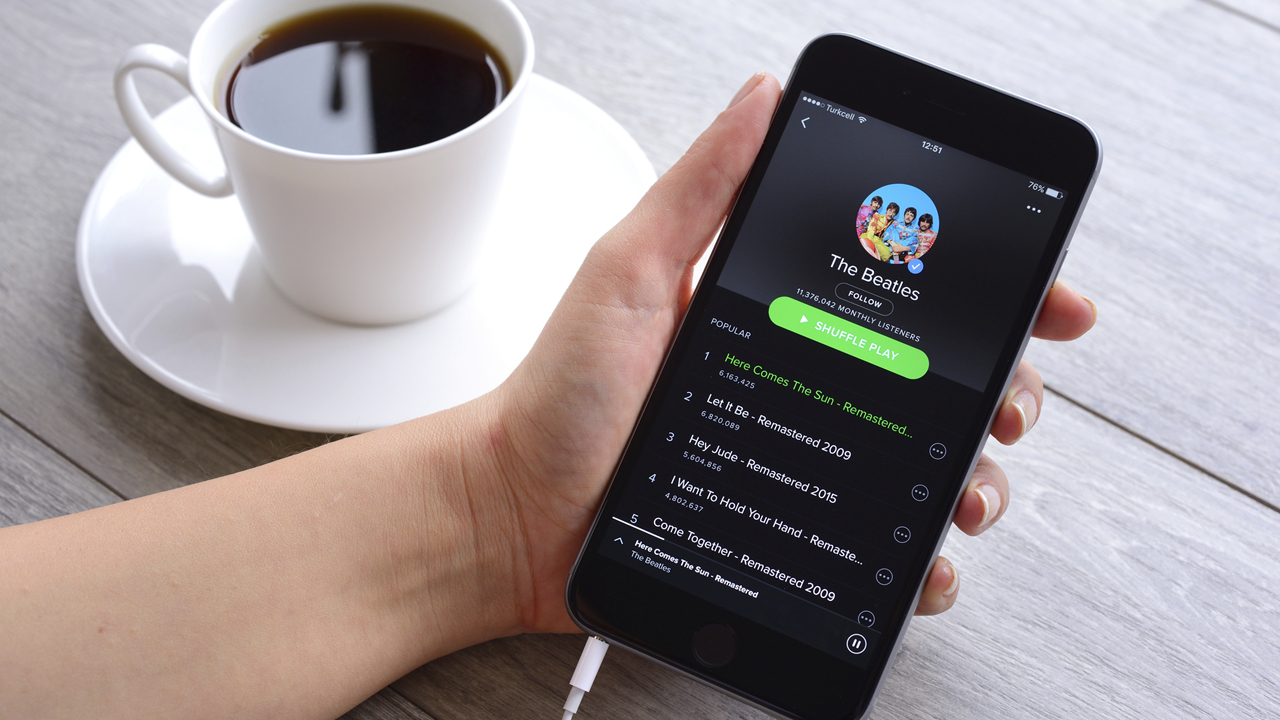 Turkcell
12:51
76%
The Beatles
FOLLOW
11,376,042 MONTHLY LISTENERS
SHUFFLE PLAY
POPULAR
1 Here Comes The Sun - Remastered...
6,163,425
2 Let It Be - Remastered 2009
6,820,089
3 Hey Jude - Remastered 2015
5,604,856
4 I Want To Hold Your Hand - Remaste...
4,802,637
5 Come Together - Remastered 2009
Here Comes The Sun - Remastered
The Beatles